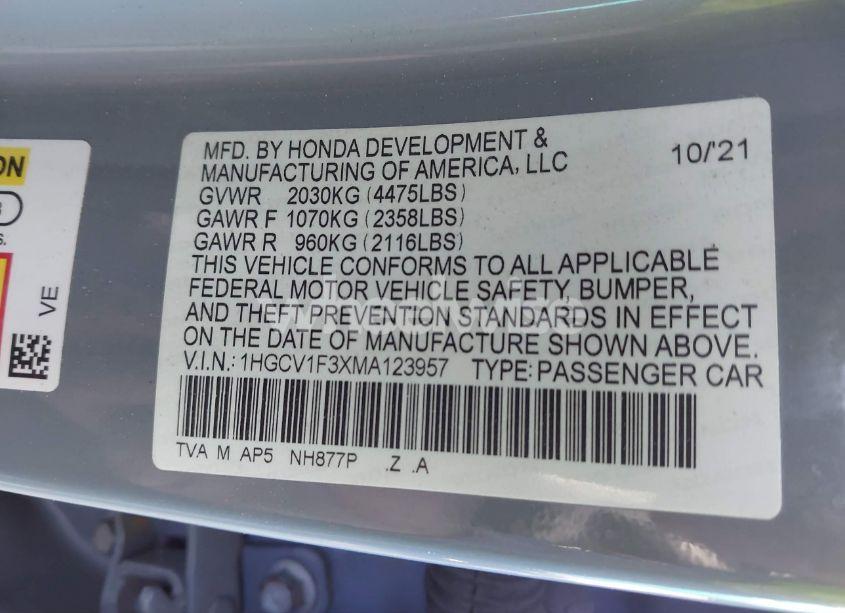 ON
s.
VE
MFD. BY HONDA DEVELOPMENT &
MANUFACTURING OF AMERICA, LLC
10/'21
GVWR 2030KG (4475LBS)
GAWR F 1070KG (2358LBS)
GAWR R 960KG (2116LBS)
THIS VEHICLE CONFORMS TO ALL APPLICABLE
FEDERAL MOTOR VEHICLE SAFETY, BUMPER,
AND THEFT PREVENTION STANDARDS IN EFFECT
ON THE DATE OF MANUFACTURE SHOWN ABOVE.
V.I.N.: 1HGCV1F3XMA123957 TYPE: PASSENGER CAR
TVA M AP5 NH877P .Z .A